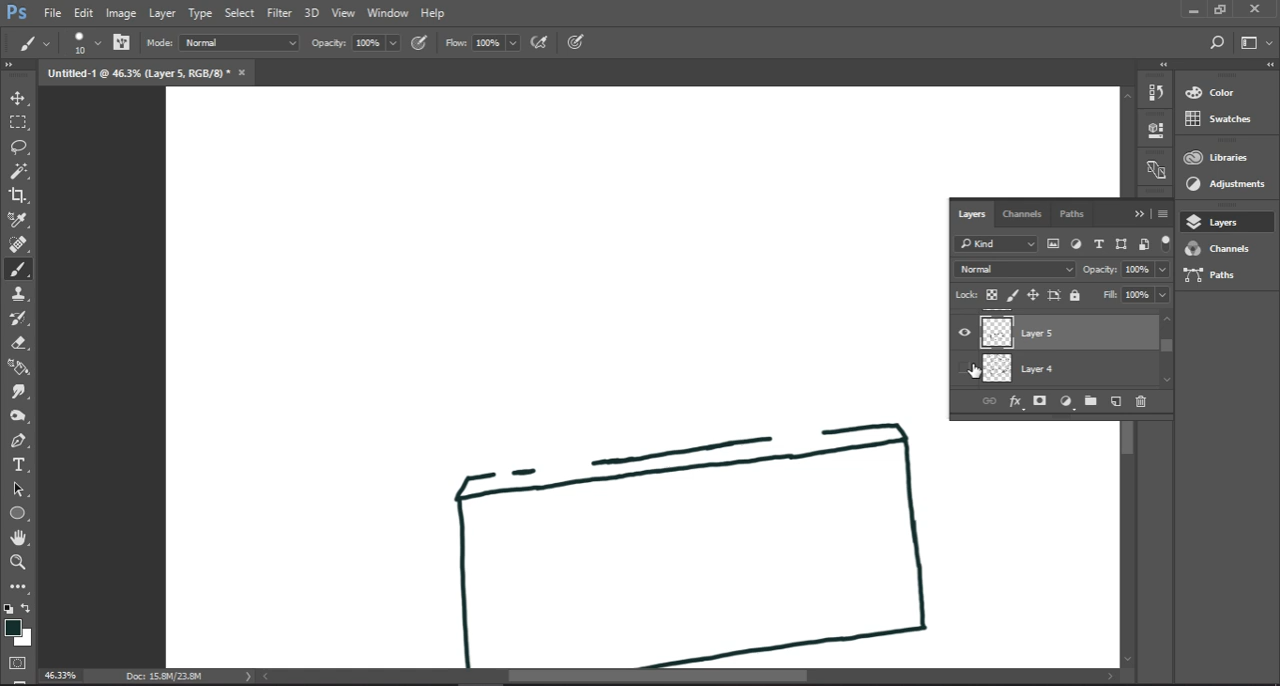 Ps File Edit Image Layer Type Select Filter 3D View Window Help
10 Mode: Normal Opacity: 100% Flow: 100%
Untitled-1 @ 46.3% (Layer 5, RGB/8) *
Color
Swatches
Libraries
Adjustments
Layers
Channels
Paths
Layers Channels Paths
Kind
Normal Opacity: 100%
Lock: Fill: 100%
Layer 5
Layer 4
fx
46.33% Doc: 15.8M/23.8M